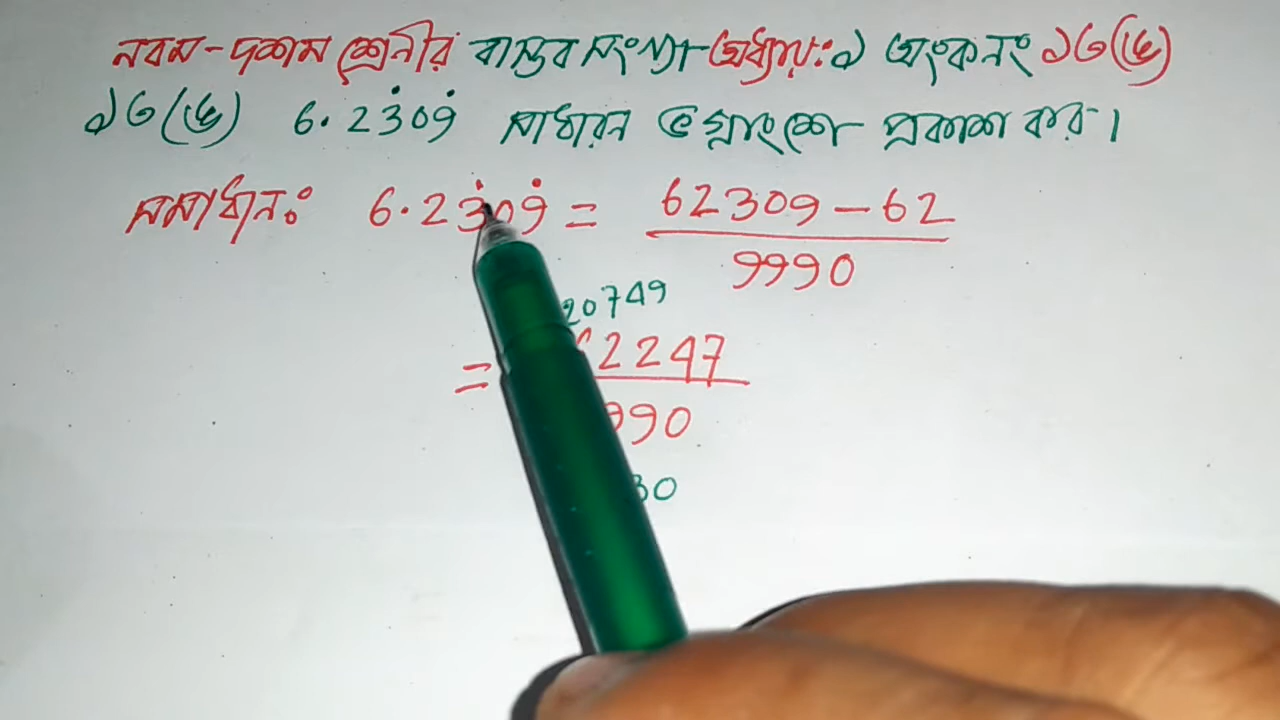 নবম-দশম শ্রেনীর বাস্তব সংখ্যা অধ্যায়:১ অংক নং ১৩(ঙ)
১৩(ঙ) 6.23̇09̇ সাধারন ভগ্নাংশে প্রকাশ কর।
সমাধান: 6.23̇09̇ = 62309-62
9990
20749
= 2247
990
30